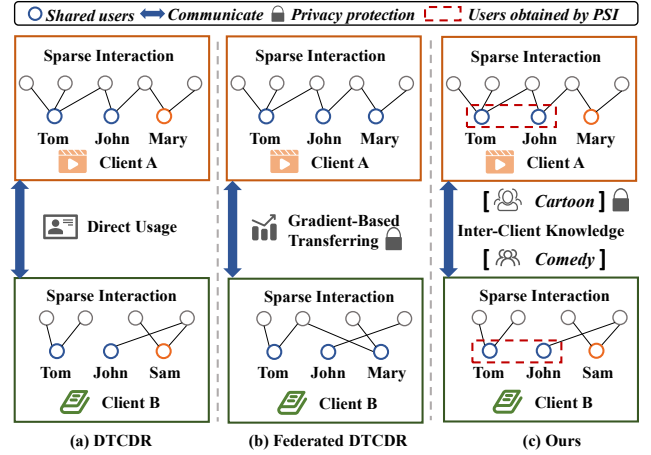 Shared users Communicate Privacy protection Users obtained by PSI
Sparse Interaction
Tom John Mary
Client A
Direct Usage
Sparse Interaction
Tom John Sam
Client B
(a) DTCDR
Sparse Interaction
Tom John Mary
Client A
Gradient-Based
Transferring
Sparse Interaction
Tom John Mary
Client B
(b) Federated DTCDR
Sparse Interaction
Tom John Mary
Client A
[ Cartoon ]
Inter-Client Knowledge
[ Comedy ]
Sparse Interaction
Tom John Sam
Client B
(c) Ours